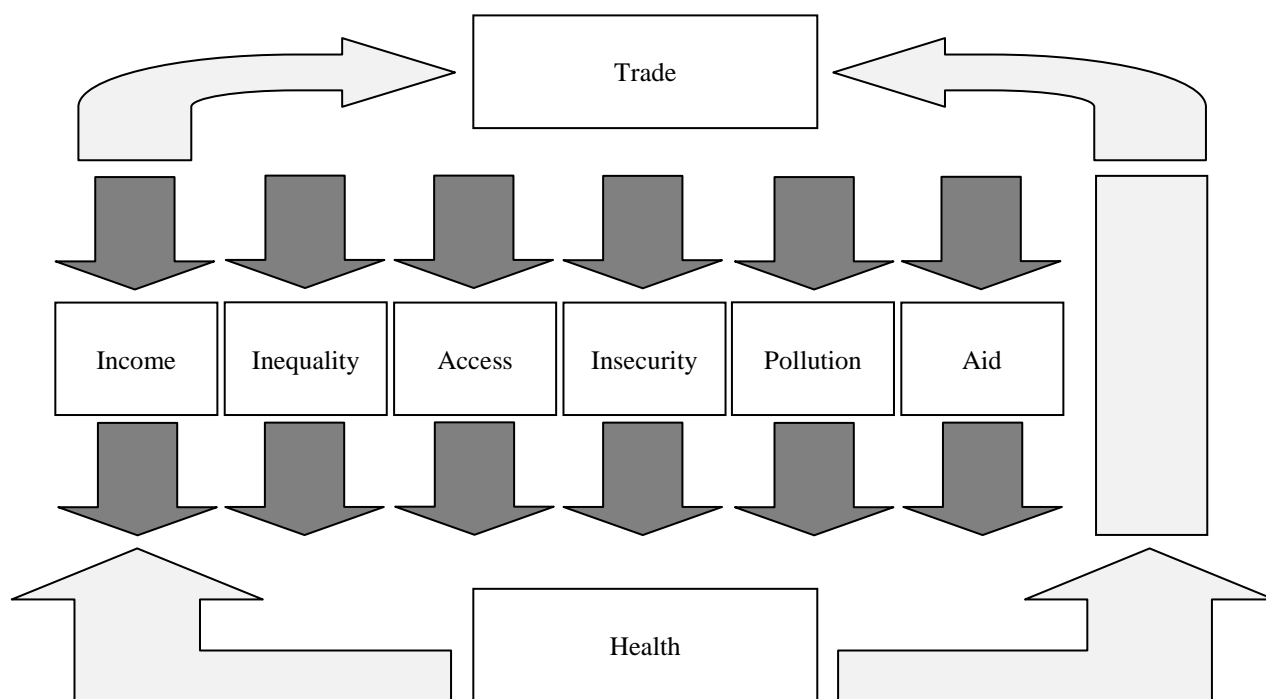 Trade
Income
Inequality
Access
Insecurity
Pollution
Aid
Health